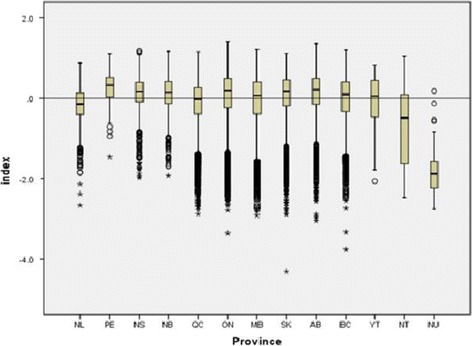 2.0
.0
-2.0
-4.0
index
NL PE NS NB QC ON MB SK AB BC YT NT NU
Province